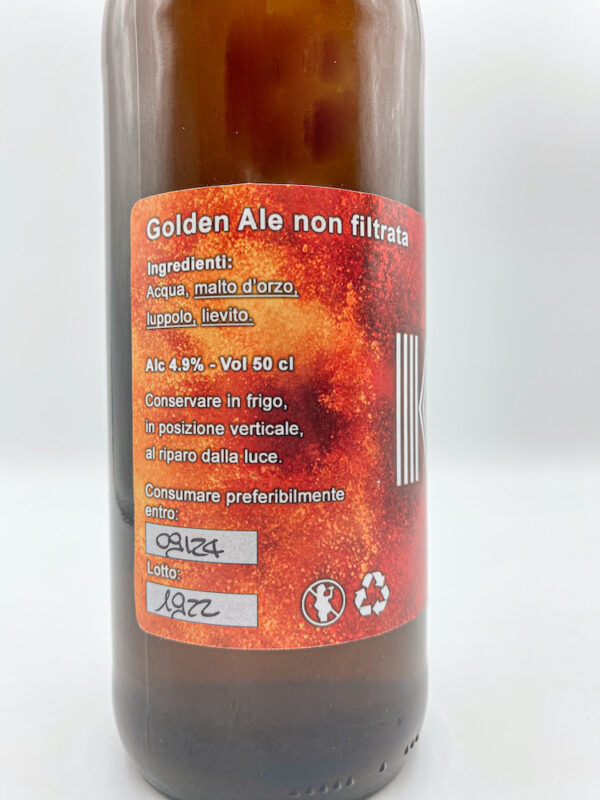 Golden Ale non filtrata
Ingredienti:
Acqua, malto d'orzo,
luppolo, lievito.
Alc 4.9% - Vol 50 cl
Conservare in frigo,
in posizione verticale,
al riparo dalla luce.
Consumare preferibilmente
entro:
09/24
Lotto:
1922
K